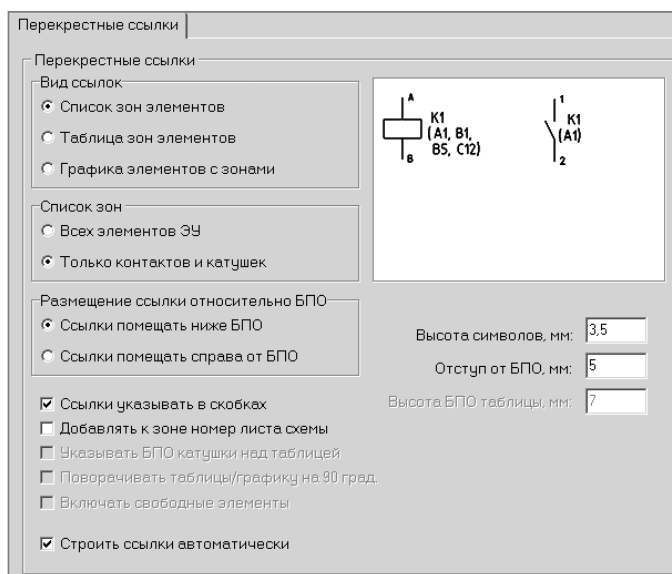 Перекрестные ссылки
Перекрестные ссылки
Вид ссылок
Список зон элементов
Таблица зон элементов
Графика элементов с зонами
A
K1
(A1, B1,
B5, C12)
B
1
K1
(A1)
2
Список зон
Всех элементов ЭУ
Только контактов и катушек
Размещение ссылки относительно БПО
Ссылки помещать ниже БПО
Ссылки помещать справа от БПО
Высота символов, мм: 3,5
Отступ от БПО, мм: 5
Высота БПО таблицы, мм: 7
Ссылки указывать в скобках
Добавлять к зоне номер листа схемы
Указывать БПО катушки над таблицей
Поворачивать таблицы/графику на 90 град.
Включать свободные элементы
Строить ссылки автоматически